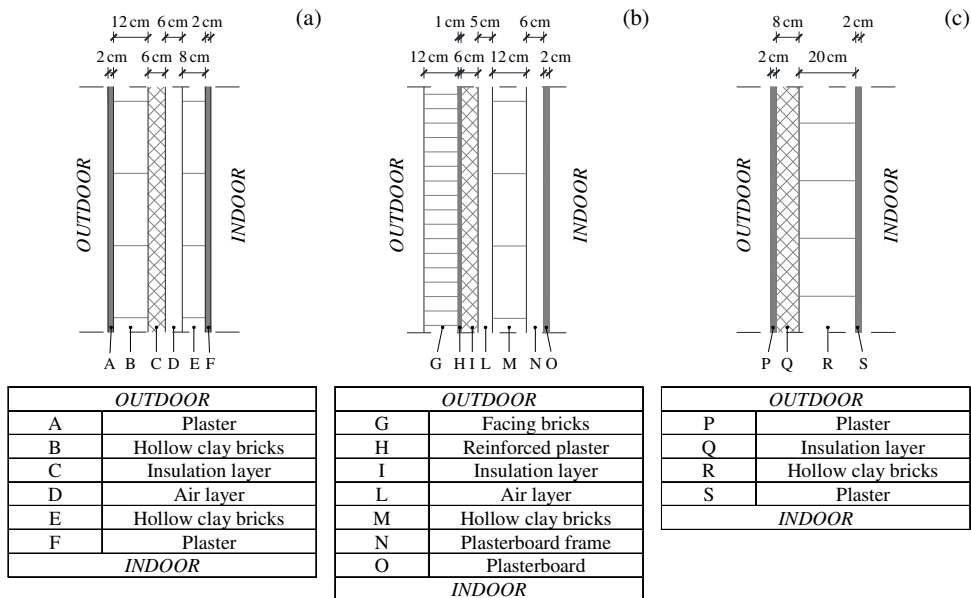 (a)
12 cm 6 cm 2 cm
2 cm 6 cm 8 cm
OUTDOOR
INDOOR
A B C D E F
OUTDOOR
A Plaster
B Hollow clay bricks
C Insulation layer
D Air layer
E Hollow clay bricks
F Plaster
INDOOR
(b)
1 cm 5 cm 6 cm
12 cm 6 cm 12 cm 2 cm
OUTDOOR
INDOOR
G H I L M N O
OUTDOOR
G Facing bricks
H Reinforced plaster
I Insulation layer
L Air layer
M Hollow clay bricks
N Plasterboard frame
O Plasterboard
INDOOR
(c)
8 cm 2 cm
2 cm 20 cm
OUTDOOR
INDOOR
P Q R S
OUTDOOR
P Plaster
Q Insulation layer
R Hollow clay bricks
S Plaster
INDOOR